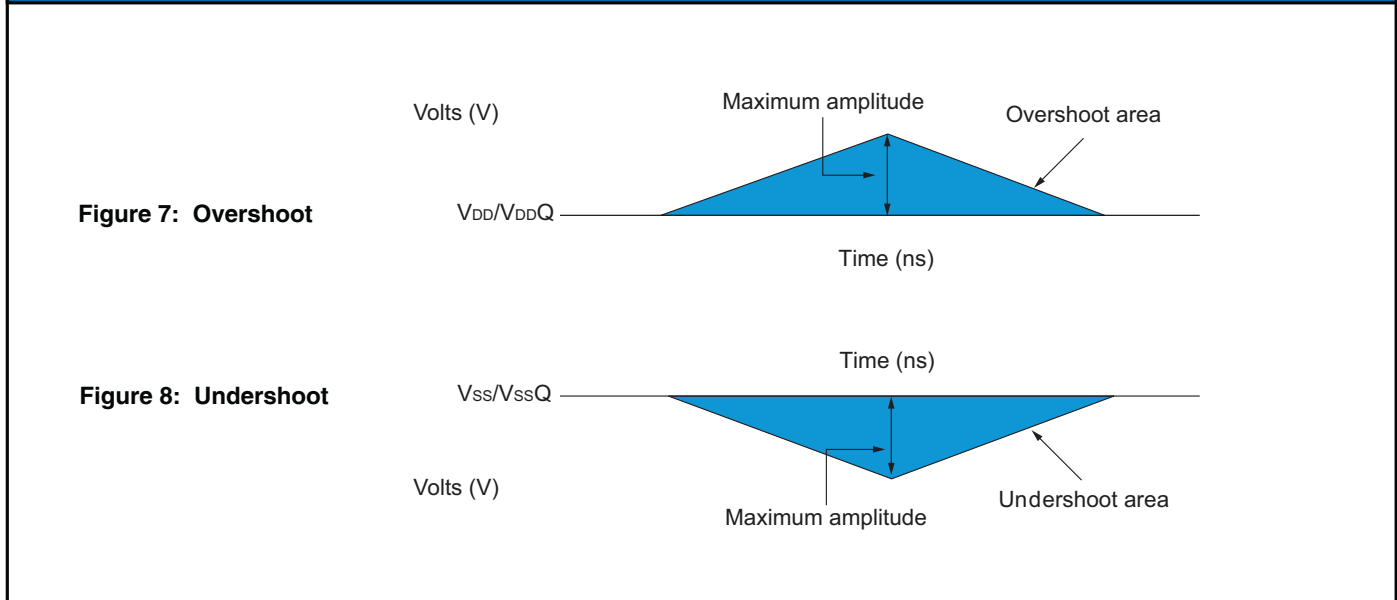 Volts (V)
Maximum amplitude
Overshoot area
Figure 7: Overshoot
VDD/VDDQ
Time (ns)
Time (ns)
Figure 8: Undershoot
VSS/VSSQ
Volts (V)
Undershoot area
Maximum amplitude